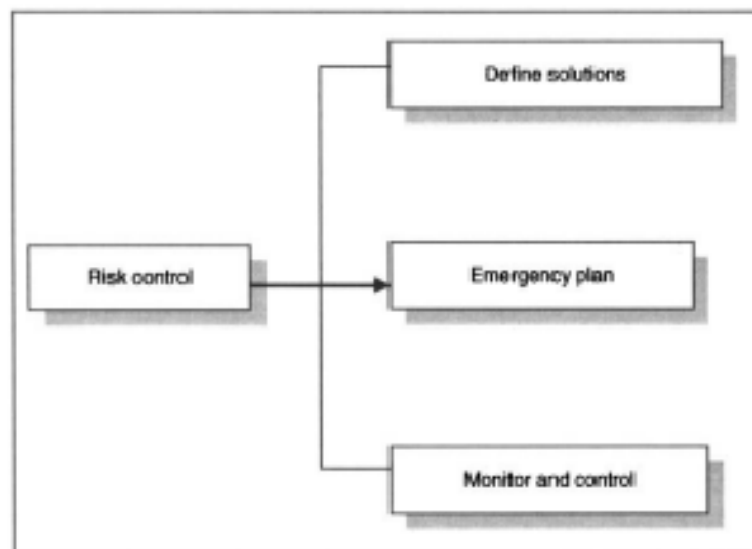 Define solutions
Risk control
Emergency plan
Monitor and control